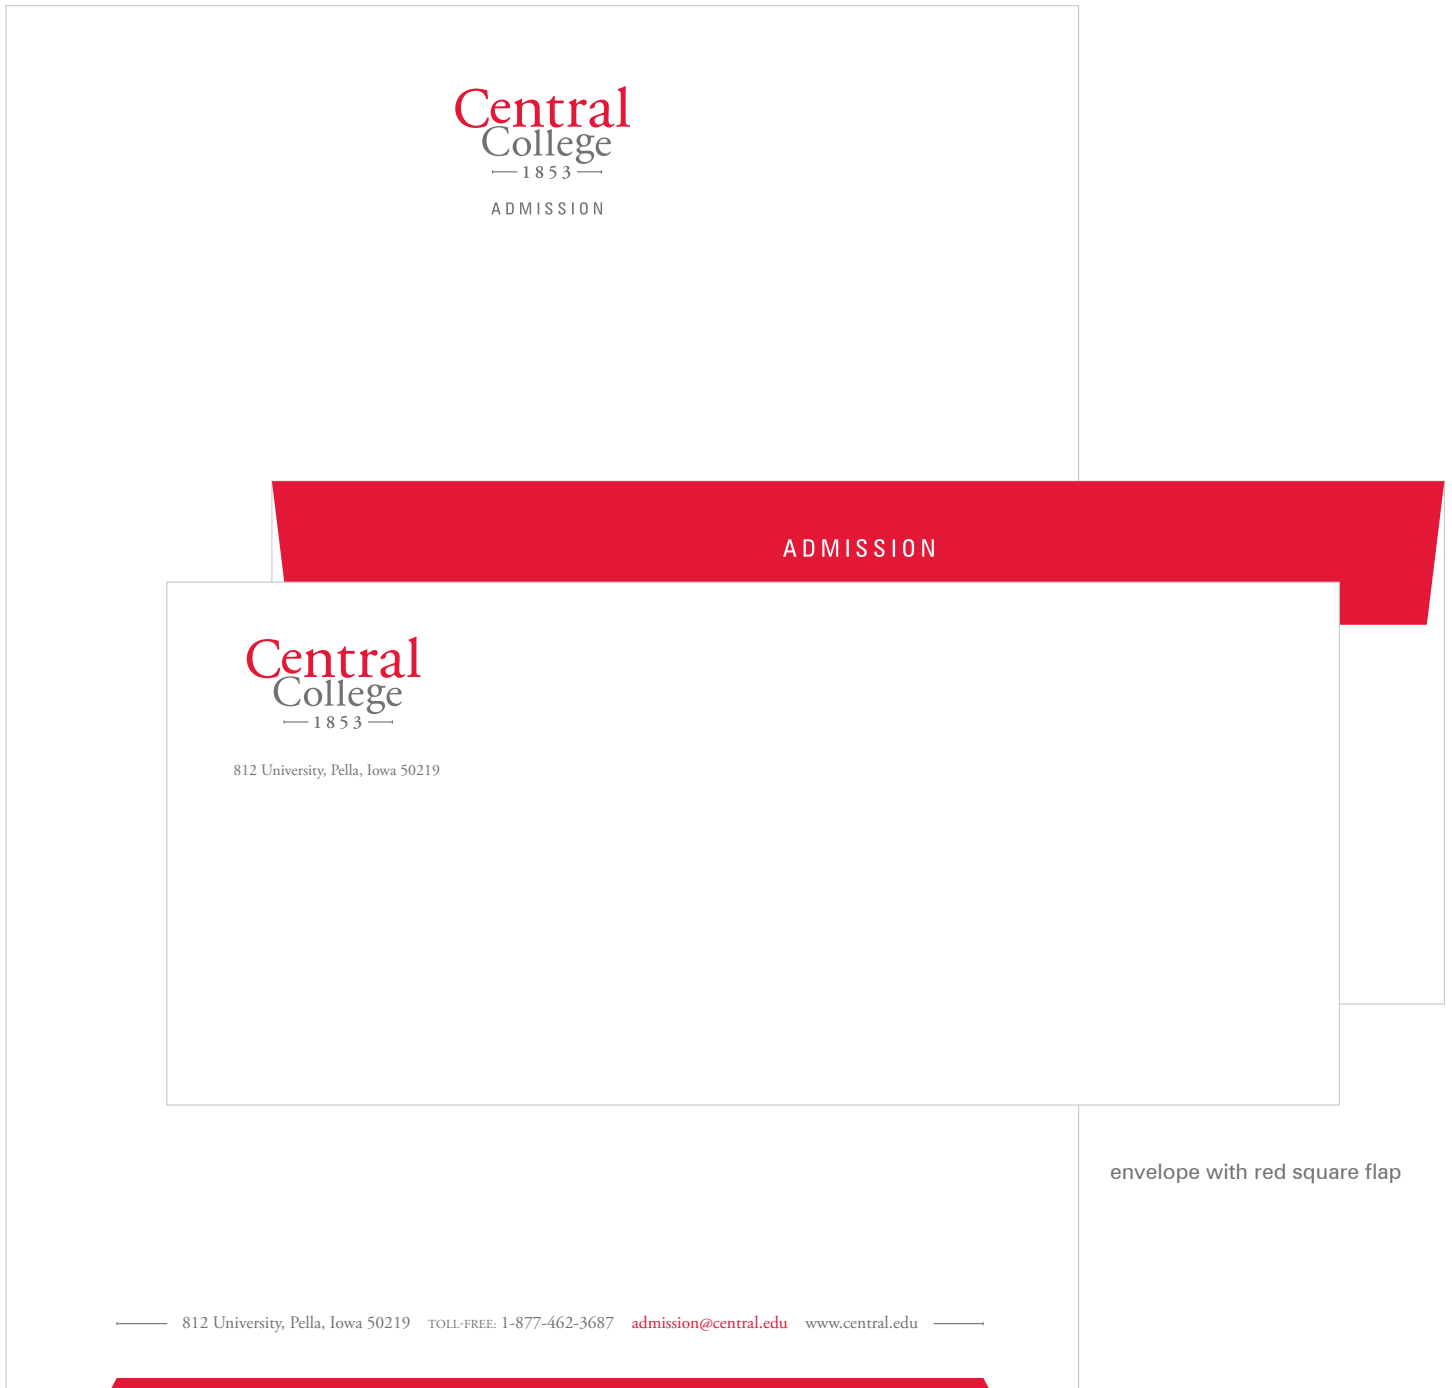 Central
College
1853
ADMISSION
ADMISSION
Central
College
1853
812 University, Pella, Iowa 50219
envelope with red square flap
812 University, Pella, Iowa 50219 TOLL-FREE: 1-877-462-3687 admission@central.edu www.central.edu